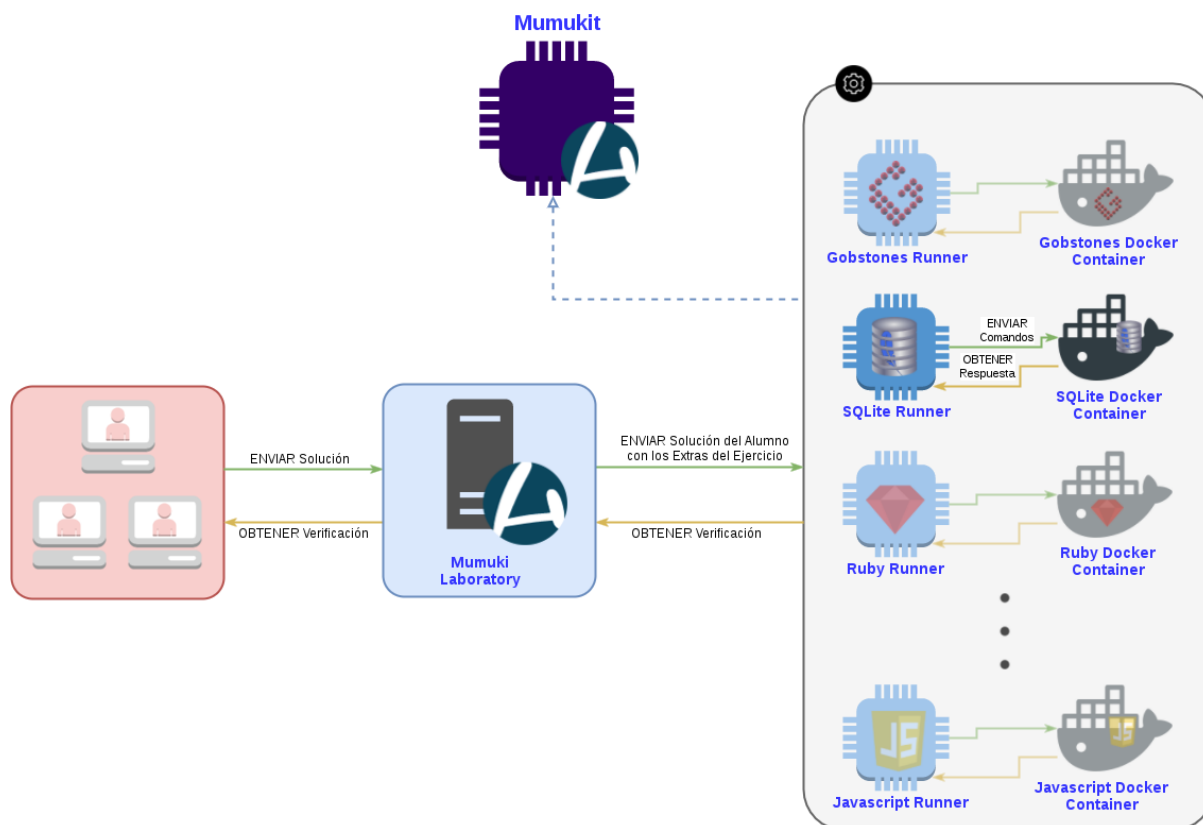 Mumukit
Gobstones Runner
Gobstones Docker
Container
ENVIAR
Comandos
OBTENER
Respuesta
SQLite Runner
SQLite Docker
Container
ENVIAR Solución
OBTENER Verificación
Mumuki
Laboratory
ENVIAR Solución del Alumno
con los Extras del Ejercicio
OBTENER Verificación
Ruby Runner
Ruby Docker
Container
JS
JS
Javascript Runner
Javascript Docker
Container